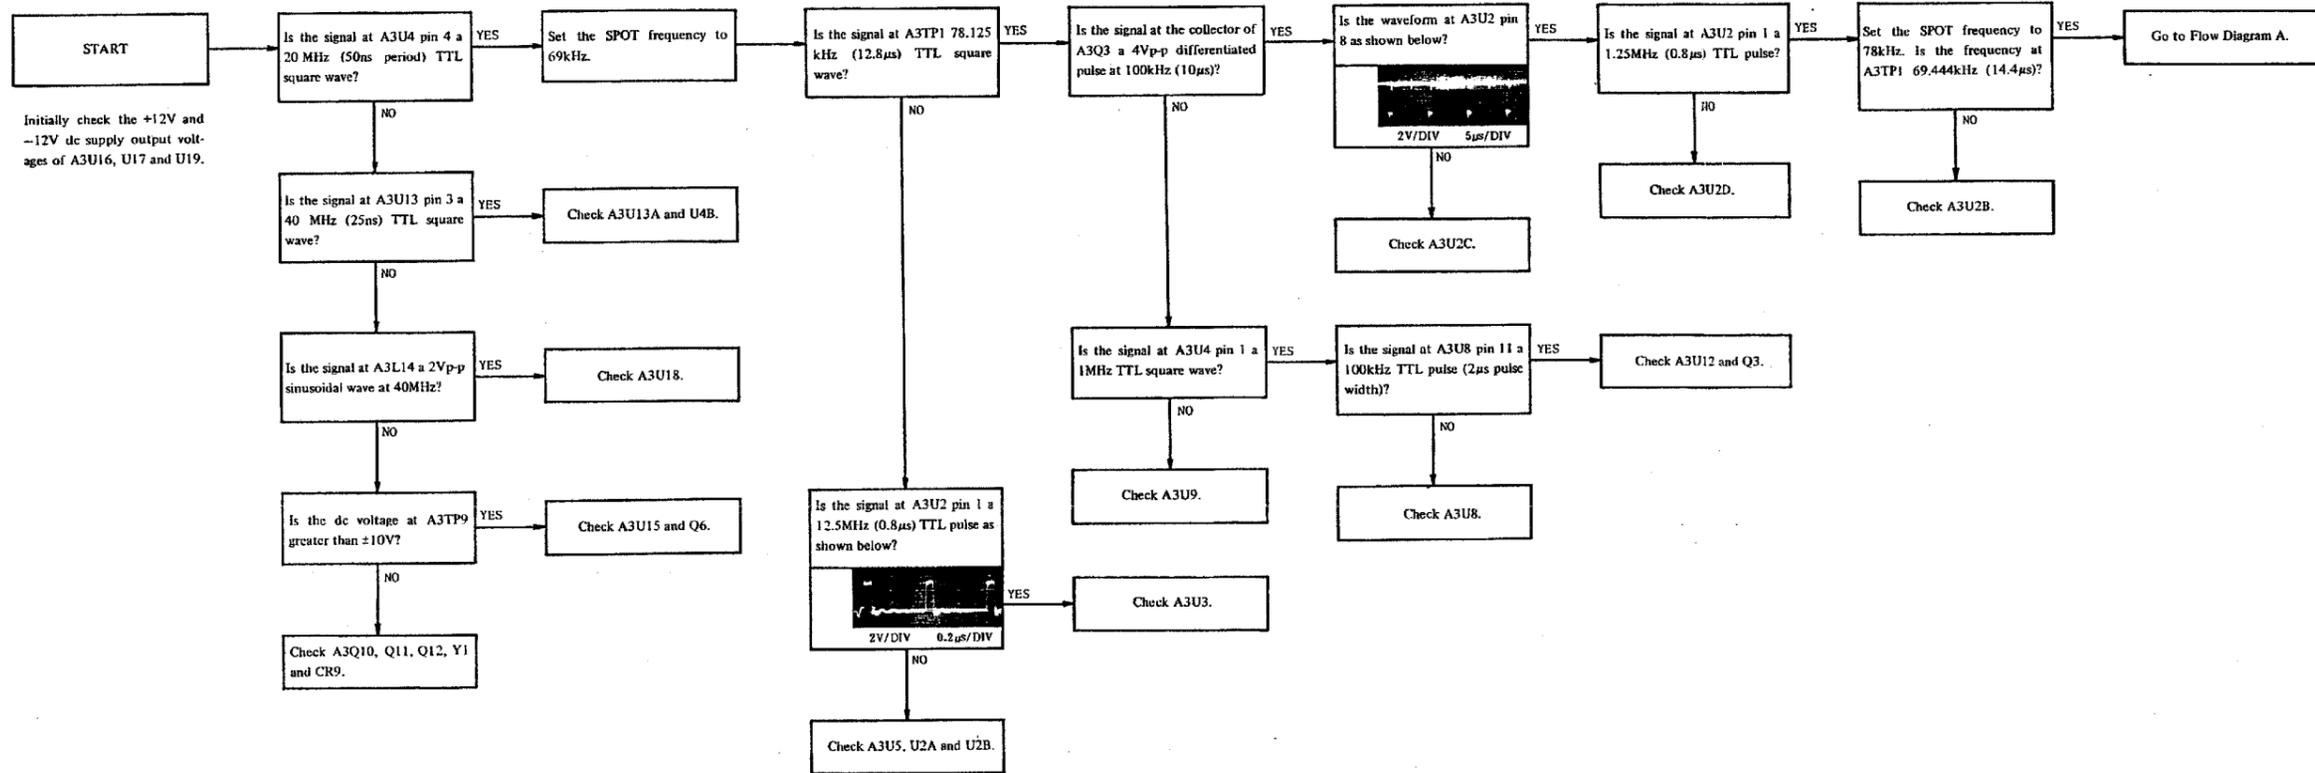 START
Initially check the +12V and
−12V dc supply output volt-
ages of A3U16, U17 and U19.
Is the signal at A3U4 pin 4 a
20 MHz (50ns period) TTL
square wave?
YES
NO
Set the SPOT frequency to
69kHz.
Is the signal at A3TP1 78.125
kHz (12.8μs) TTL square
wave?
YES
NO
Is the signal at the collector of
A3Q3 a 4Vp-p differentiated
pulse at 100kHz (10μs)?
YES
NO
Is the waveform at A3U2 pin
8 as shown below?
2V/DIV 5μs/DIV
YES
NO
Is the signal at A3U2 pin 1 a
1.25MHz (0.8μs) TTL pulse?
YES
NO
Set the SPOT frequency to
78kHz. Is the frequency at
A3TP1 69.444kHz (14.4μs)?
YES
NO
Go to Flow Diagram A.
Is the signal at A3U13 pin 3 a
40 MHz (25ns) TTL square
wave?
YES
NO
Check A3U13A and U4B.
Check A3U2C.
Check A3U2D.
Check A3U2B.
Is the signal at A3L14 a 2Vp-p
sinusoidal wave at 40MHz?
YES
NO
Check A3U18.
Is the signal at A3U4 pin 1 a
1MHz TTL square wave?
YES
NO
Is the signal at A3U8 pin 11 a
100kHz TTL pulse (2μs pulse
width)?
YES
NO
Check A3U12 and Q3.
Check A3U9.
Check A3U8.
Is the dc voltage at A3TP9
greater than ±10V?
YES
NO
Check A3U15 and Q6.
Is the signal at A3U2 pin 1 a
12.5MHz (0.8μs) TTL pulse as
shown below?
2V/DIV 0.2μs/DIV
YES
NO
Check A3U3.
Check A3Q10, Q11, Q12, Y1
and CR9.
Check A3U5, U2A and U2B.